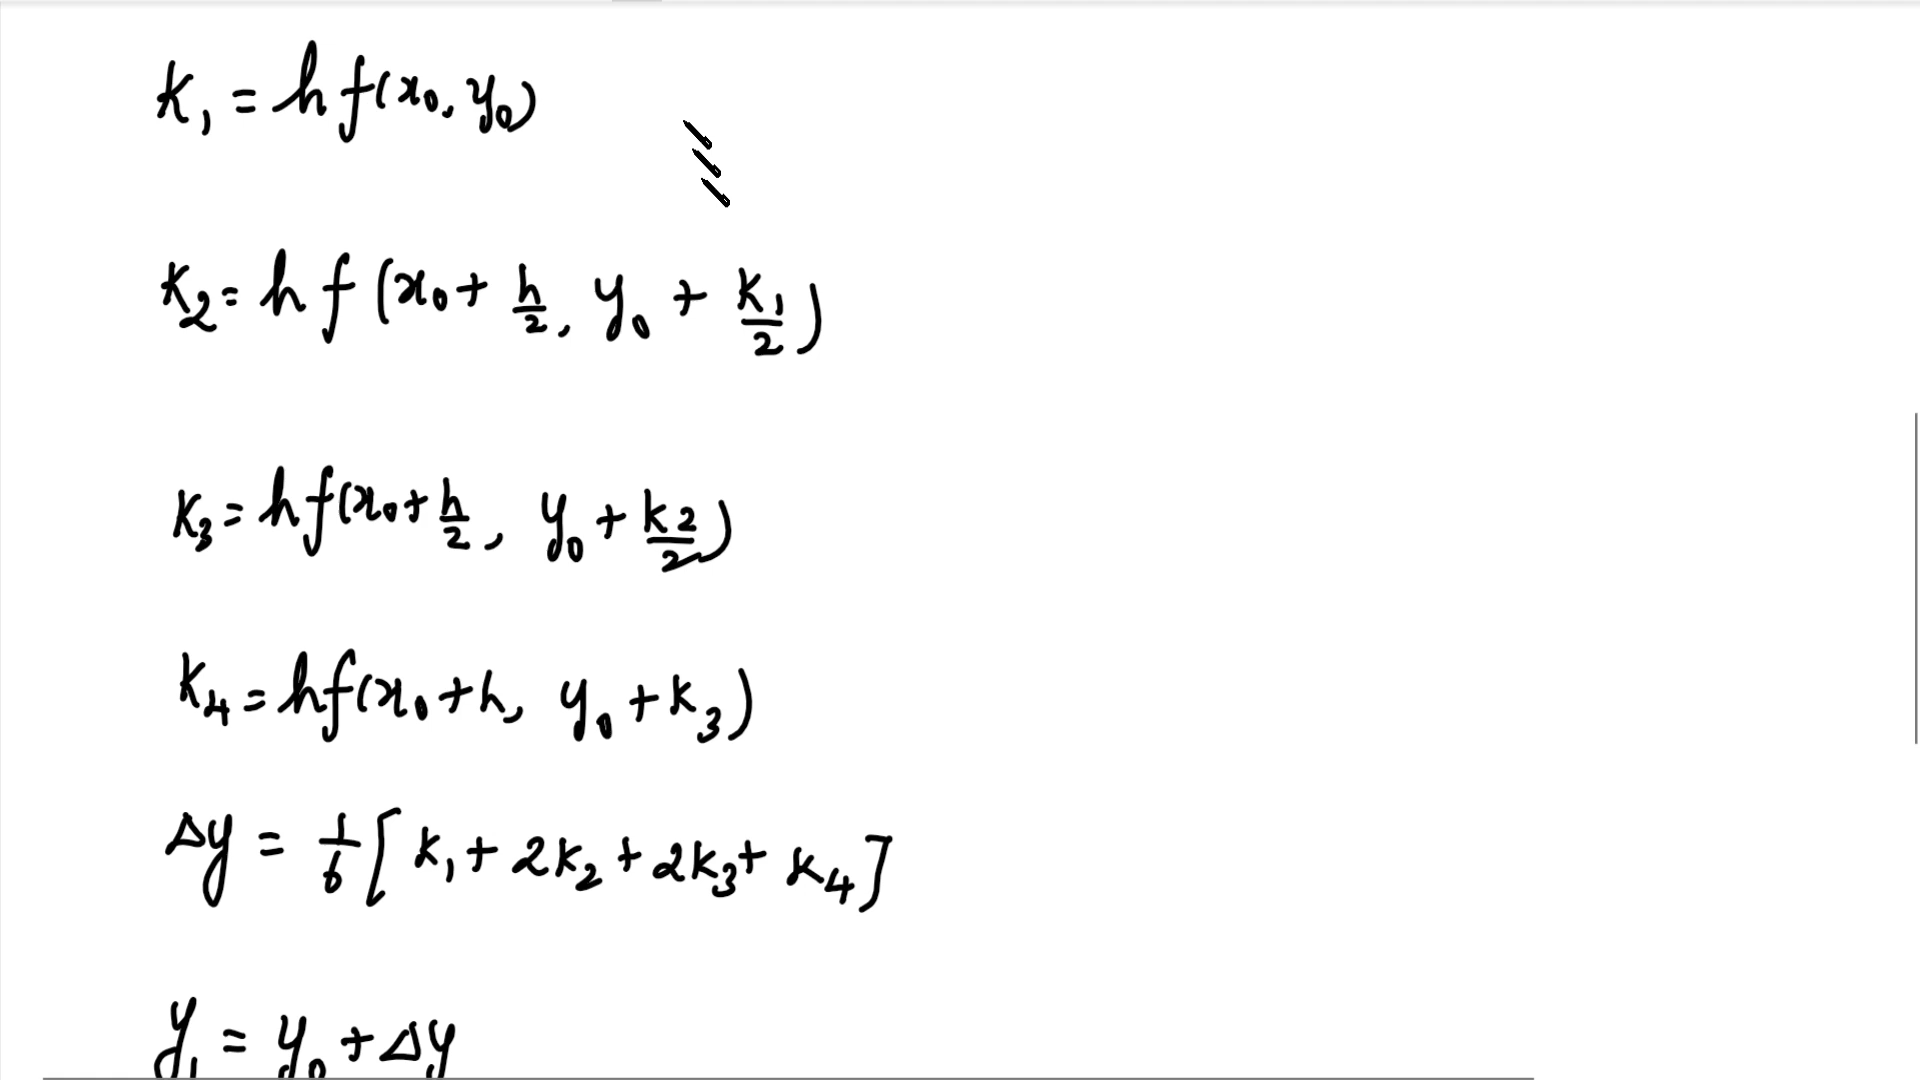 K₁ = hf(x₀, y₀)
K₂ = hf(x₀ + h/2, y₀ + K₁/2)
K₃ = hf(x₀ + h/2, y₀ + K₂/2)
K₄ = hf(x₀ + h, y₀ + K₃)
Δy = 1/6 [K₁ + 2K₂ + 2K₃ + K₄]
y₁ = y₀ + Δy